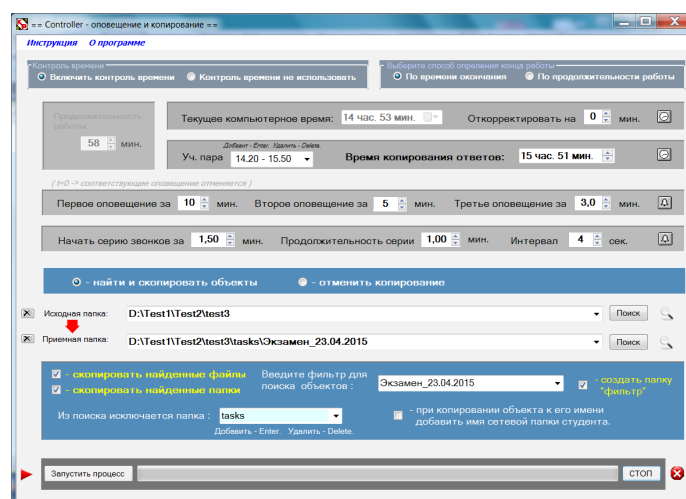 == Controller - оповещение и копирование ==
Инструкция О программе
Контроль времени
Включить контроль времени Контроль времени не использовать
Выберите способ опреления конца работы
По времени окончания По продолжительности работы
Продолжительность работы:
58 мин.
Текущее компьютерное время: 14 час. 53 мин. Откорректировать на 0 мин.
Добавит - Enter. Удалить - Delete.
Уч. пара 14.20 - 15.50 Время копирования ответов: 15 час. 51 мин.
( t=0 -> соответствующее оповещение отменяется )
Первое оповещение за 10 мин. Второе оповещение за 5 мин. Третье оповещение за 3,0 мин.
Начать серию звонков за 1,50 мин. Продолжительность серии 1,00 мин. Интервал 4 сек.
- найти и скопировать объекты - отменить копирование
Исходная папка: D:\Test1\Test2\test3 Поиск
Приемная папка: D:\Test1\Test2\test3\tasks\Экзамен_23.04.2015 Поиск
- скопировать найденные файлы
- скопировать найденные папки
Введите фильтр для
поиска объектов :
Экзамен_23.04.2015
- создать папку
"фильтр"
Из поиска исключается папка : tasks
Добавить - Enter. Удалить - Delete.
- при копировании объекта к его имени
добавить имя сетевой папки студента.
Запустить процесс СТОП